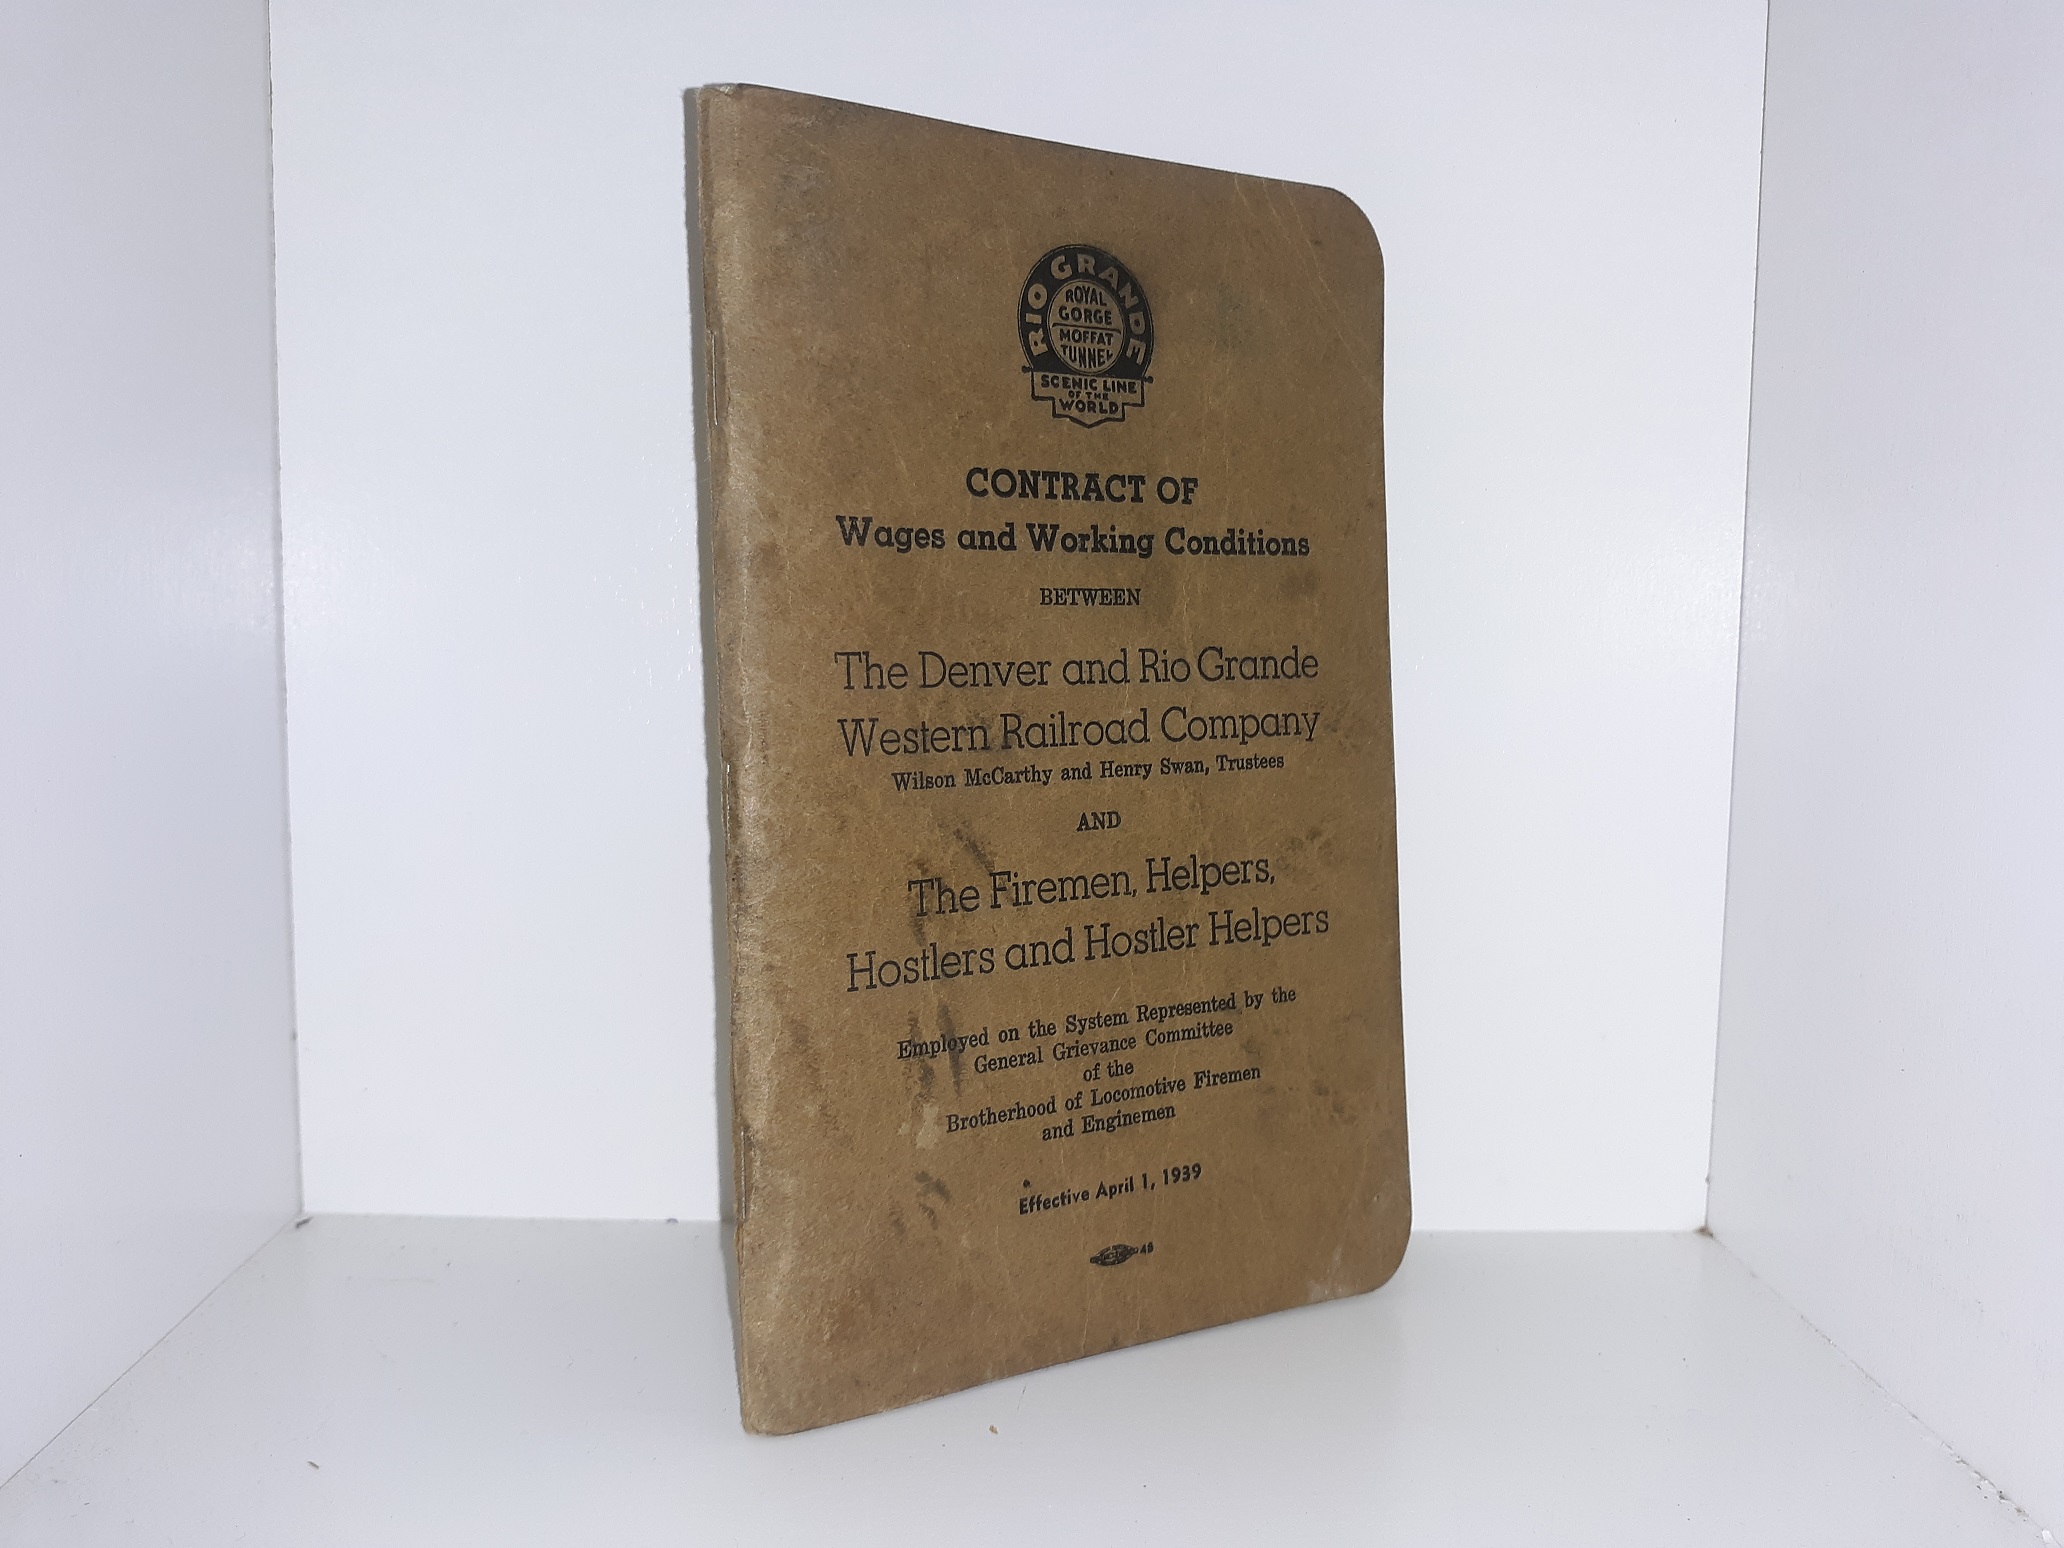 RIO GRANDE
ROYAL
GORGE
MOFFAT
TUNNEL
SCENIC LINE
OF THE
WORLD
CONTRACT OF
Wages and Working Conditions
BETWEEN
The Denver and Rio Grande
Western Railroad Company
Wilson McCarthy and Henry Swan, Trustees
AND
The Firemen, Helpers,
Hostlers and Hostler Helpers
Employed on the System Represented by the
General Grievance Committee
of the
Brotherhood of Locomotive Firemen
and Enginemen
Effective April 1, 1939